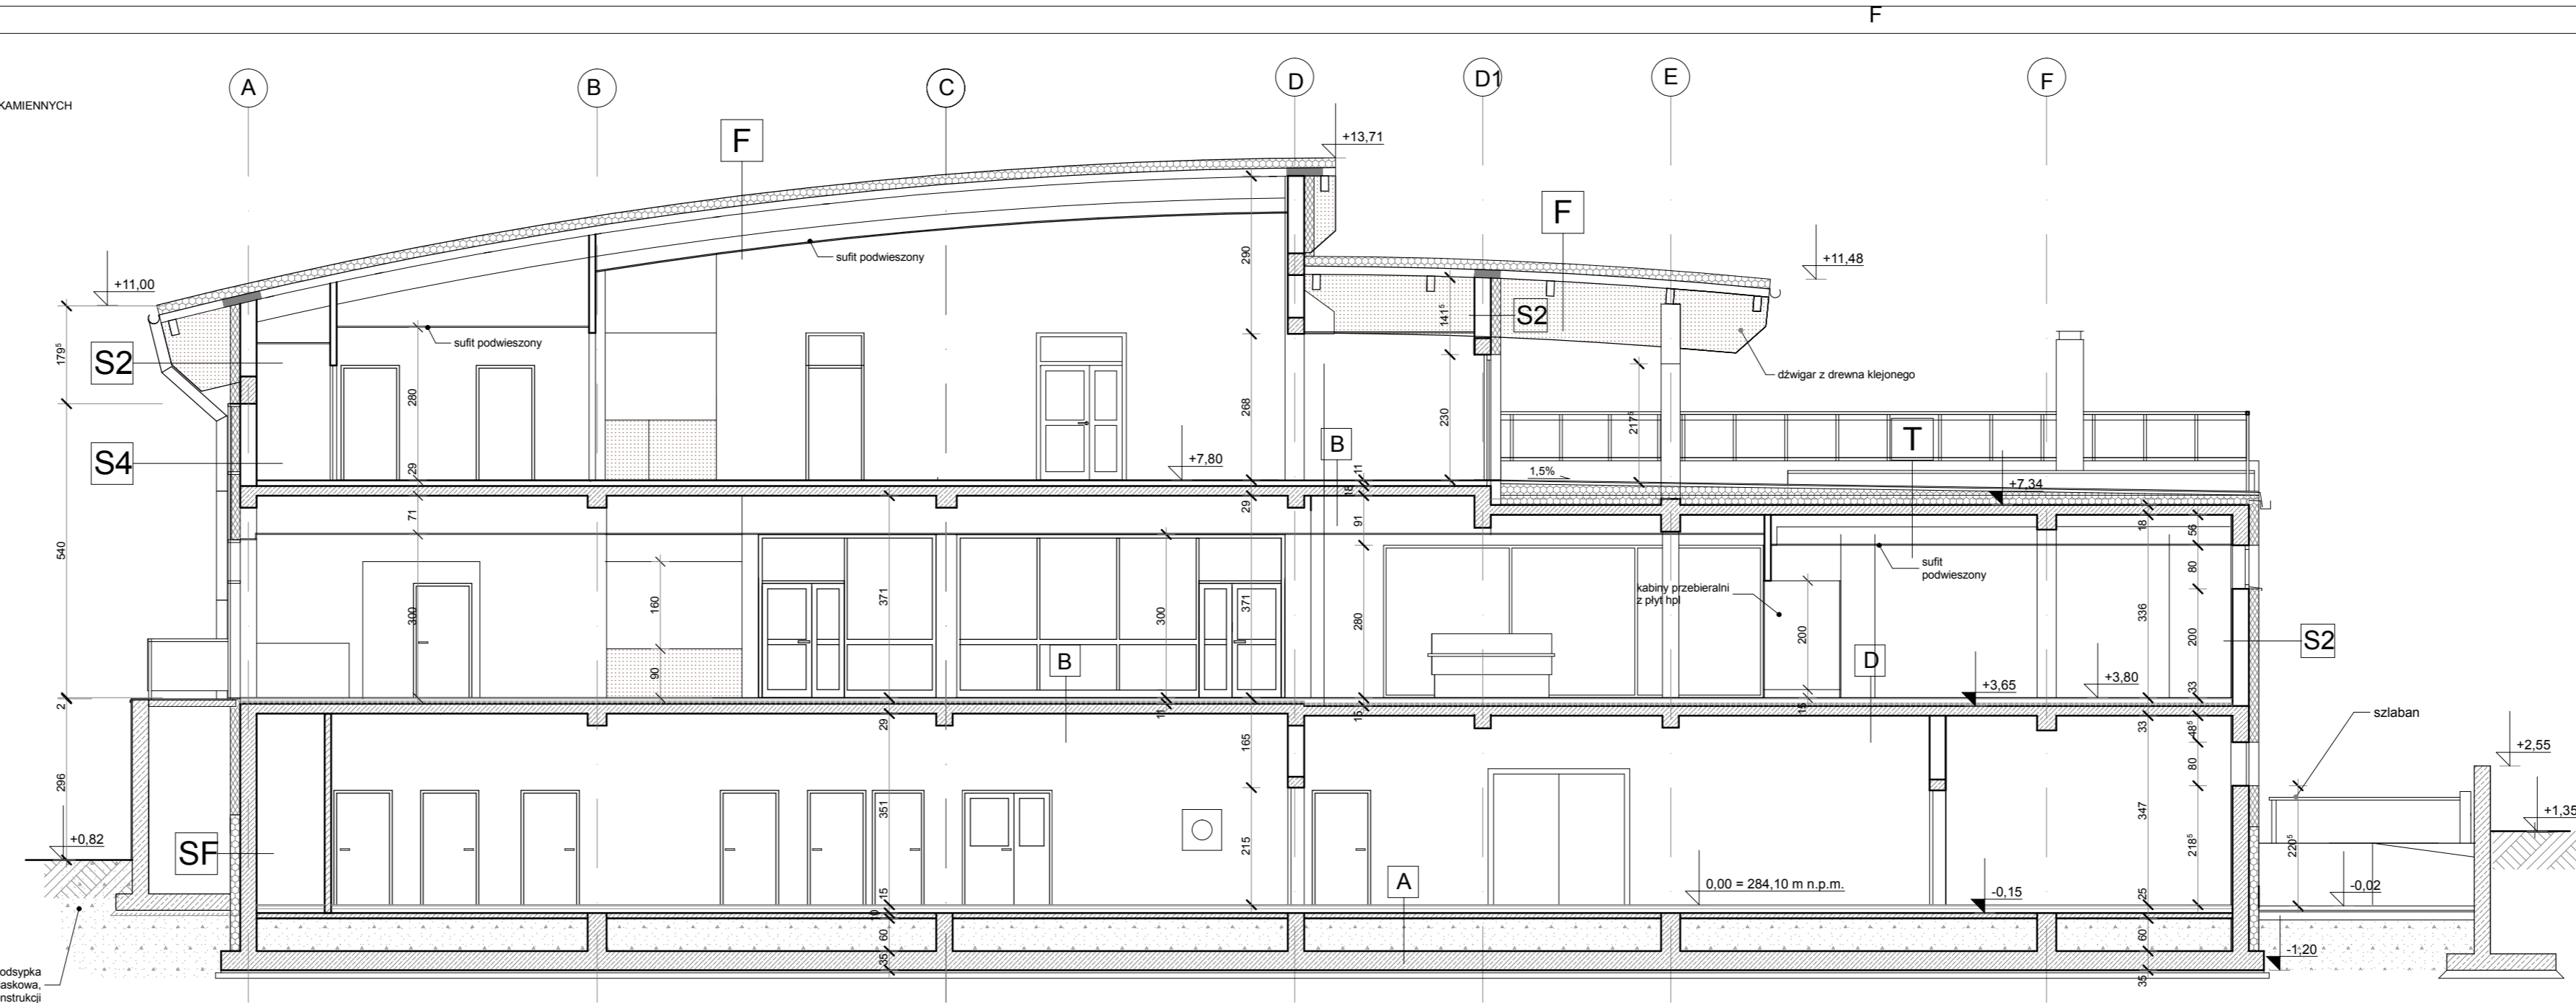 F
A
B
C
D
D1
E
F
KAMIENNYCH
F
+13,71
F
sufit podwieszony
290
+11,48
+11,00
141⁵
S2
sufit podwieszony
179⁵
S2
dźwigar z drewna klejonego
280
268
230
217⁵
B
T
S4
+7,80
1,5%
29
11
18
+7,34
71
29
91
18
56
540
sufit
podwieszony
80
kabiny przebieralni
z płyt hpl
300
160
371
300
371
280
200
336
200
S2
B
D
90
+3,65
+3,80
33
2
11
15
15
29
33
48⁵
szlaban
165
+2,55
296
80
351
347
+1,35
+0,82
SF
215
218⁵
220⁵
A
0,00 = 284,10 m n.p.m.
-0,15
-0,02
15
25
10
60
60
35
-1,20
35
odsypka
askowa,
nstrukcji